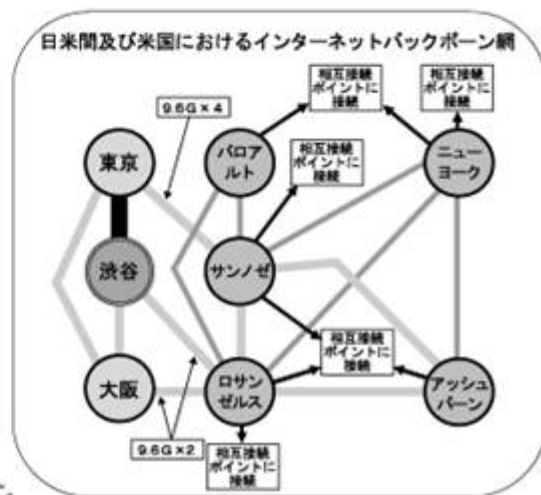 日米間及び米国におけるインターネットバックボーン網
相互接続
ポイントに
接続
相互接続
ポイントに
接続
9.6G×4
東京
パロア
ルト
相互接続
ポイントに
接続
ニュー
ヨーク
渋谷
サンノゼ
相互接続
ポイントに
接続
大阪
ロサン
ゼルス
アッシュ
バーン
9.6G×2
相互接続
ポイントに
接続